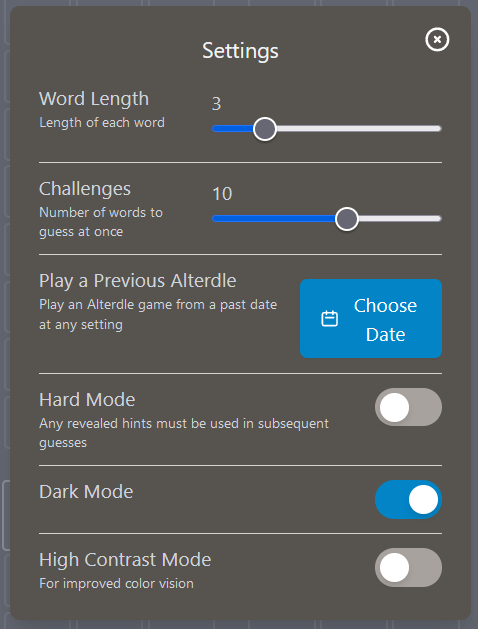 Settings
Word Length
Length of each word
3
Challenges
Number of words to
guess at once
10
Play a Previous Alterdle
Play an Alterdle game from a past date
at any setting
Choose
Date
Hard Mode
Any revealed hints must be used in subsequent
guesses
Dark Mode
High Contrast Mode
For improved color vision